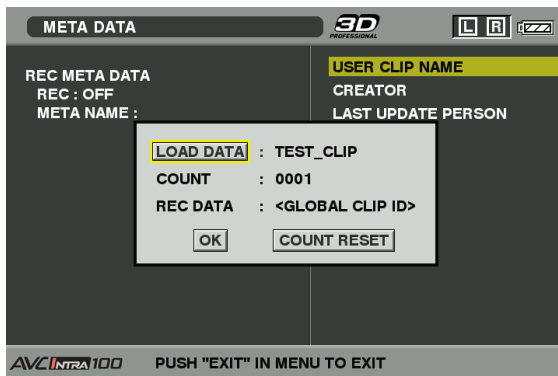 META DATA
3D
PROFESSIONAL
L R
REC META DATA
REC : OFF
META NAME :
USER CLIP NAME
CREATOR
LAST UPDATE PERSON
LOAD DATA : TEST_CLIP
COUNT : 0001
REC DATA : <GLOBAL CLIP ID>
OK COUNT RESET
AVC INTRA 100 PUSH "EXIT" IN MENU TO EXIT